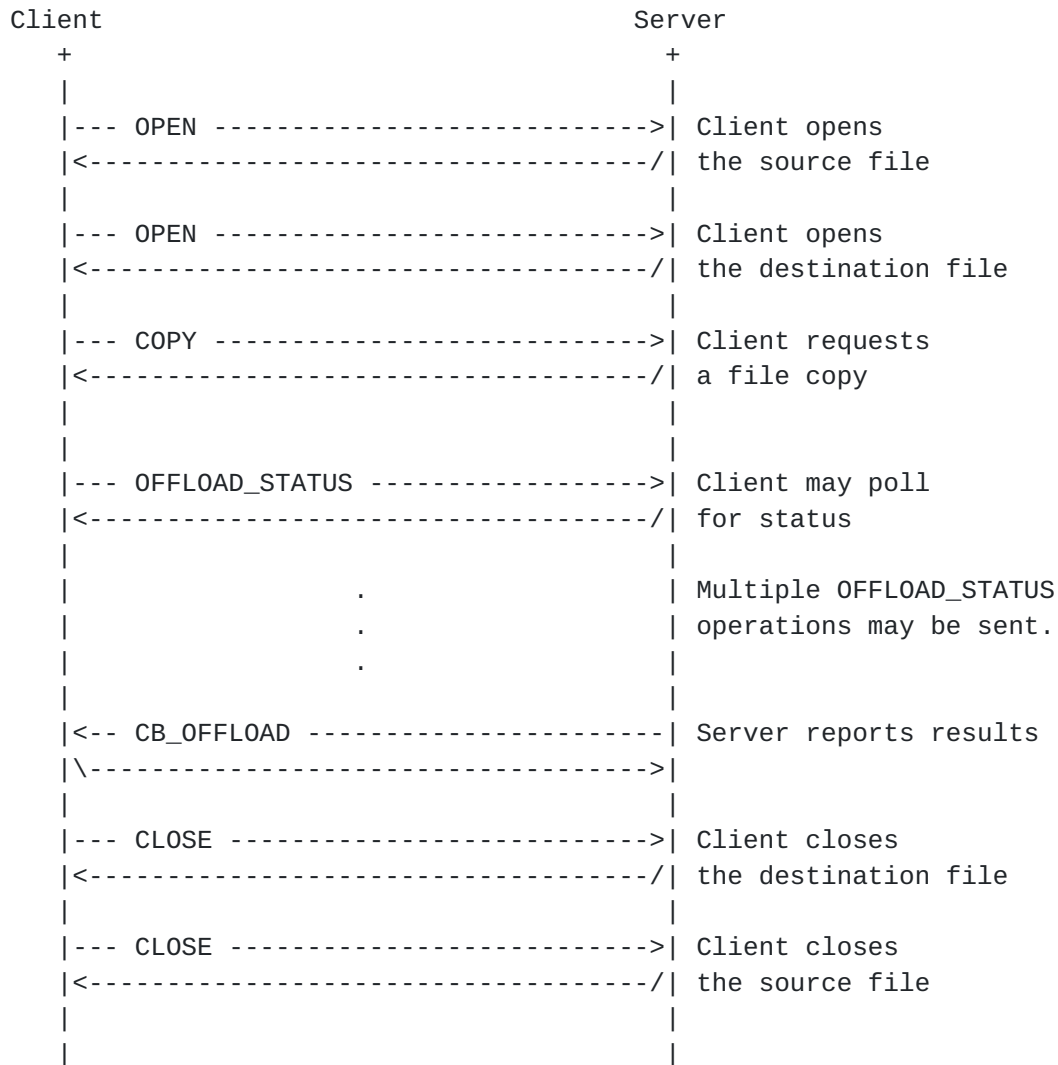 Client                                  Server
   +                                      +
   |                                      |
   |--- OPEN ---------------------------->| Client opens
   |<------------------------------------/| the source file
   |                                      |
   |--- OPEN ---------------------------->| Client opens
   |<------------------------------------/| the destination file
   |                                      |
   |--- COPY ---------------------------->| Client requests
   |<------------------------------------/| a file copy
   |                                      |
   |                                      |
   |--- OFFLOAD_STATUS ------------------>| Client may poll
   |<------------------------------------/| for status
   |                                      |
   |                  .                   | Multiple OFFLOAD_STATUS
   |                  .                   | operations may be sent.
   |                  .                   |
   |                                      |
   |<-- CB_OFFLOAD -----------------------| Server reports results
   |\------------------------------------>|
   |                                      |
   |--- CLOSE --------------------------->| Client closes
   |<------------------------------------/| the destination file
   |                                      |
   |--- CLOSE --------------------------->| Client closes
   |<------------------------------------/| the source file
   |                                      |
   |                                      |